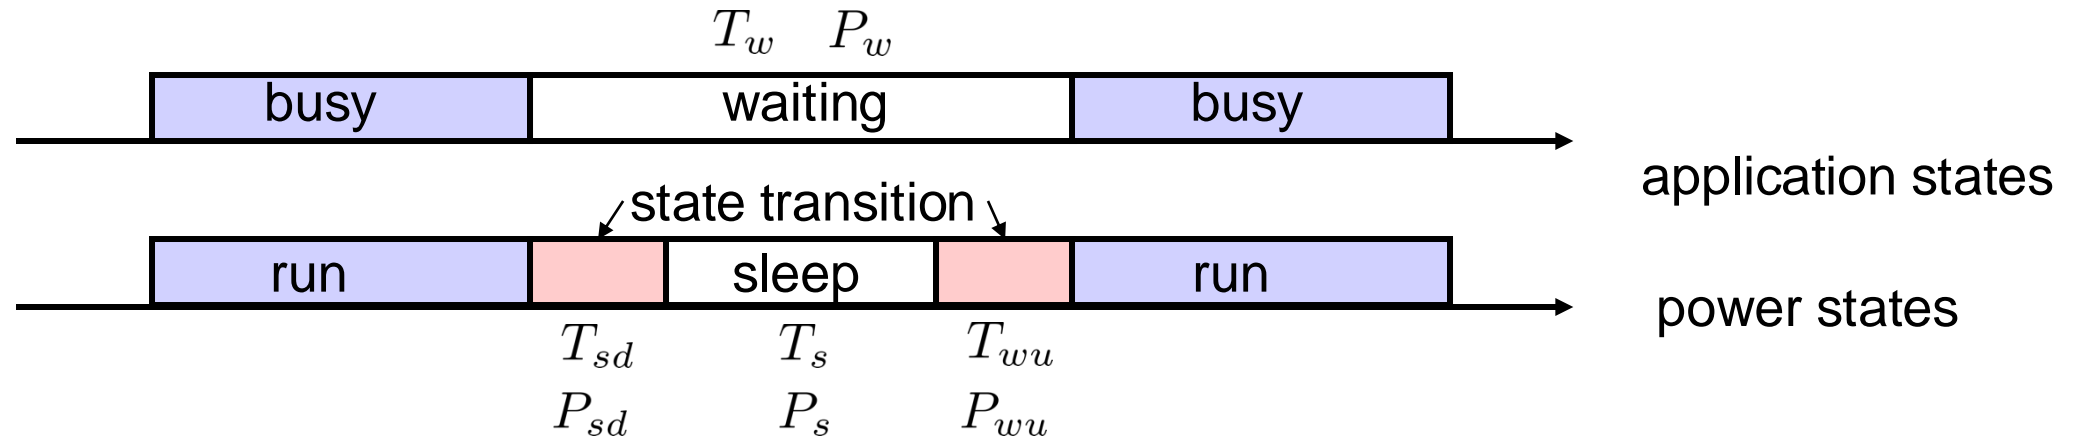 T_w P_w
busy waiting busy
application states
state transition
run sleep run
power states
T_sd T_s T_wu
P_sd P_s P_wu